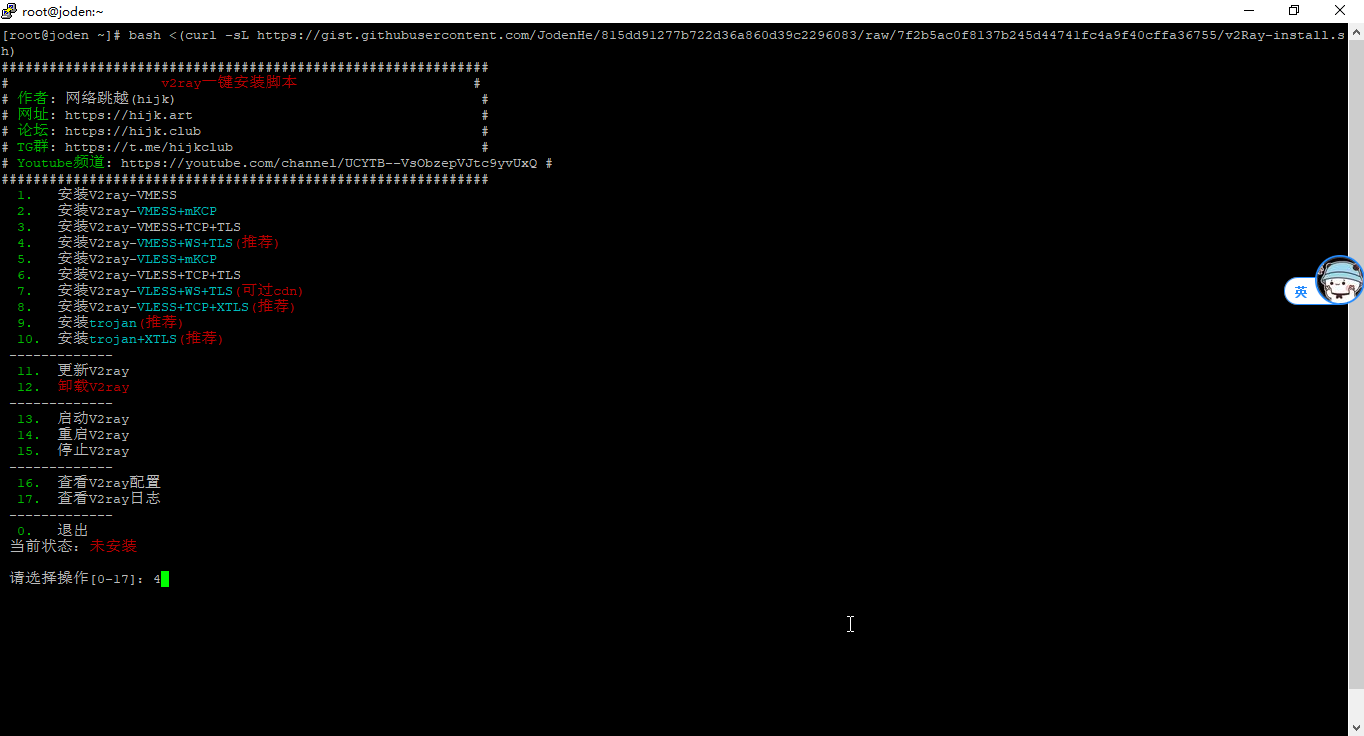 root@joden:~
[root@joden ~]# bash <(curl -sL https://gist.githubusercontent.com/JodenHe/815dd91277b722d36a860d39c2296083/raw/7f2b5ac0f8137b245d44741fc4a9f40cffa36755/v2Ray-install.s
h)
#############################################################
# v2ray一键安装脚本 #
# 作者: 网络跳越(hijk) #
# 网址: https://hijk.art #
# 论坛: https://hijk.club #
# TG群: https://t.me/hijkclub #
# Youtube频道: https://youtube.com/channel/UCYTB--VsObzepVJtc9yvUxQ #
#############################################################
1. 安装V2ray-VMESS
2. 安装V2ray-VMESS+mKCP
3. 安装V2ray-VMESS+TCP+TLS
4. 安装V2ray-VMESS+WS+TLS(推荐)
5. 安装V2ray-VLESS+mKCP
6. 安装V2ray-VLESS+TCP+TLS
7. 安装V2ray-VLESS+WS+TLS(可过cdn)
8. 安装V2ray-VLESS+TCP+XTLS(推荐)
9. 安装trojan(推荐)
10. 安装trojan+XTLS(推荐)
-------------
11. 更新V2ray
12. 卸载V2ray
-------------
13. 启动V2ray
14. 重启V2ray
15. 停止V2ray
-------------
16. 查看V2ray配置
17. 查看V2ray日志
-------------
0. 退出
当前状态: 未安装
请选择操作[0-17]: 4
英